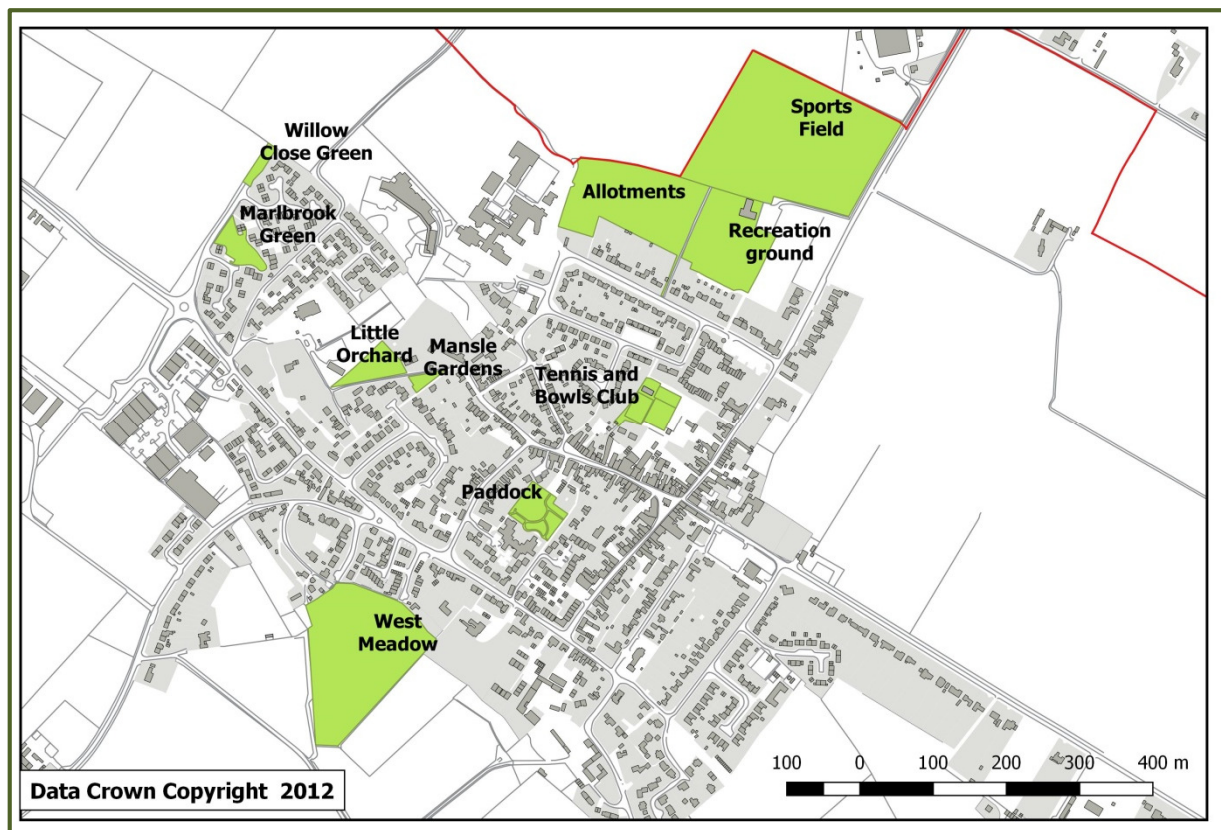 Sports
Field
Willow
Close Green
Allotments
Marlbrook
Green
Recreation
ground
Little
Orchard
Mansle
Gardens
Tennis and
Bowls Club
Paddock
West
Meadow
Data Crown Copyright 2012
100 0 100 200 300 400 m